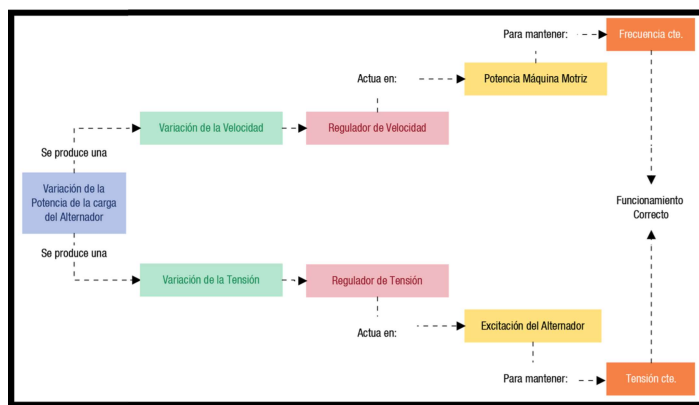 Para mantener:
Frecuencia cte.
Actua en:
Potencia Máquina Motriz
Variación de la Velocidad
Regulador de Velocidad
Se produce una
Variación de la
Potencia de la carga
del Alternador
Funcionamiento
Correcto
Se produce una
Variación de la Tensión
Regulador de Tensión
Actua en:
Excitación del Alternador
Para mantener:
Tensión cte.